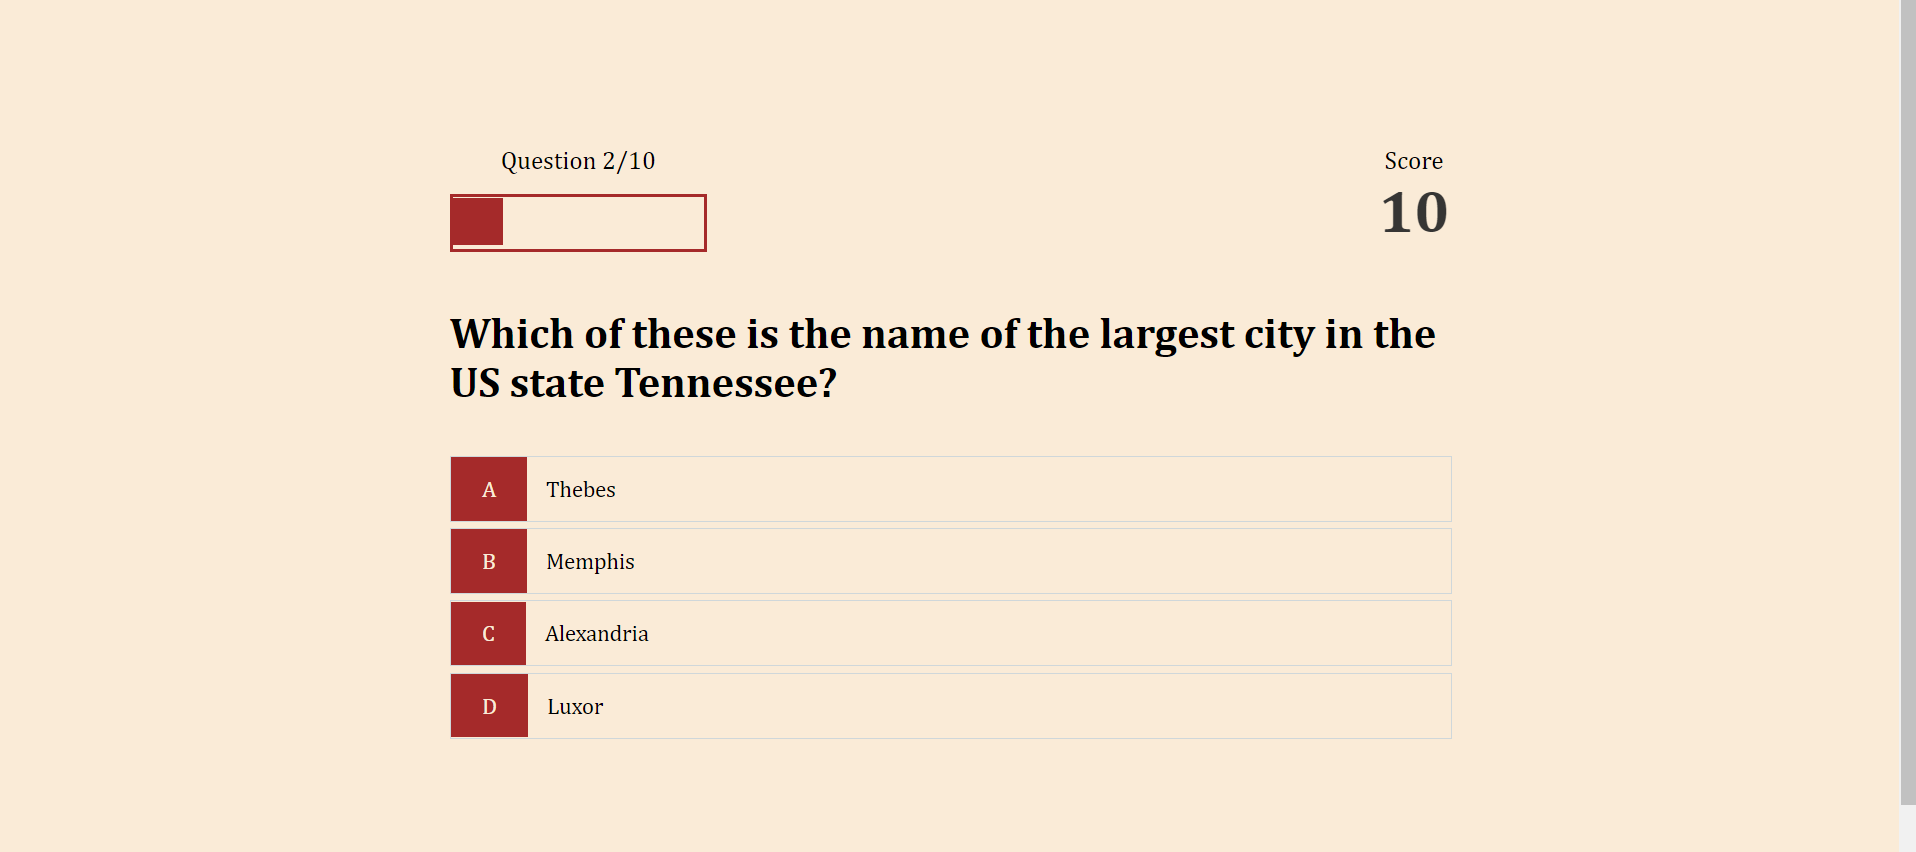 Question 2/10
Score
10
Which of these is the name of the largest city in the
US state Tennessee?
A Thebes
B Memphis
C Alexandria
D Luxor